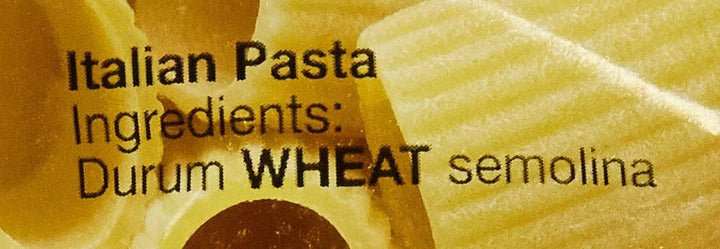 Italian Pasta
Ingredients:
Durum WHEAT semolina